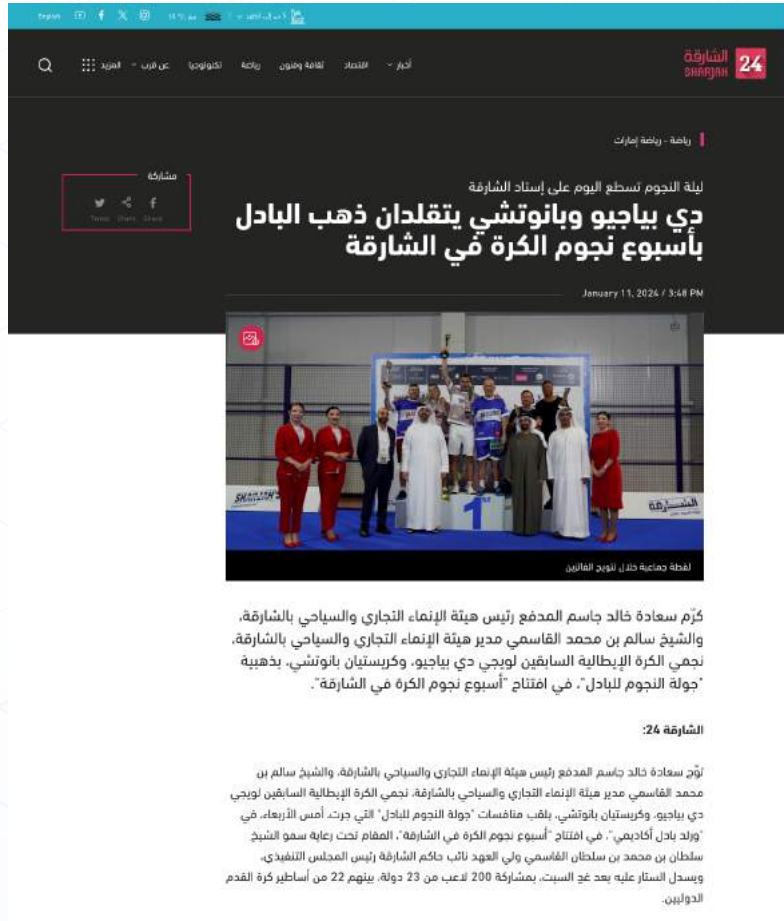 English
الشارقة
SHARJAH
24
أخبار
اقتصاد
ثقافة وفنون
رياضة
تكنولوجيا
عن قرب
المزيد
رياضة - رياضة إمارات
مشاركة
Tweet Share Share
ليلة النجوم تسطع اليوم على إستاد الشارقة
دي بياجيو وبانوتشي يتقلدان ذهب البادل
بأسبوع نجوم الكرة في الشارقة
January 11, 2024 / 3:48 PM
SHARJAH
الشارقة
1
لقطة جماعية خلال تتويج الفائزين
كرّم سعادة خالد جاسم المدفع رئيس هيئة الإنماء التجاري والسياحي بالشارقة،
والشيخ سالم بن محمد القاسمي مدير هيئة الإنماء التجاري والسياحي بالشارقة،
نجمي الكرة الإيطالية السابقين لويجي دي بياجيو، وكريستيان بانوتشي، بذهبية
"جولة النجوم للبادل"، في افتتاح "أسبوع نجوم الكرة في الشارقة".
الشارقة 24:
توّج سعادة خالد جاسم المدفع رئيس هيئة الإنماء التجاري والسياحي بالشارقة، والشيخ سالم بن
محمد القاسمي مدير هيئة الإنماء التجاري والسياحي بالشارقة، نجمي الكرة الإيطالية السابقين لويجي
دي بياجيو، وكريستيان بانوتشي، بلقب منافسات "جولة النجوم للبادل" التي جرت، أمس الأربعاء، في
"ورلد بادل أكاديمي"، في افتتاح "أسبوع نجوم الكرة في الشارقة"، المقام تحت رعاية سمو الشيخ
سلطان بن محمد بن سلطان القاسمي ولي العهد نائب حاكم الشارقة رئيس المجلس التنفيذي،
ويسدل الستار عليه بعد غدٍ السبت، بمشاركة 200 لاعب من 23 دولة، بينهم 22 من أساطير كرة القدم
الدوليين.